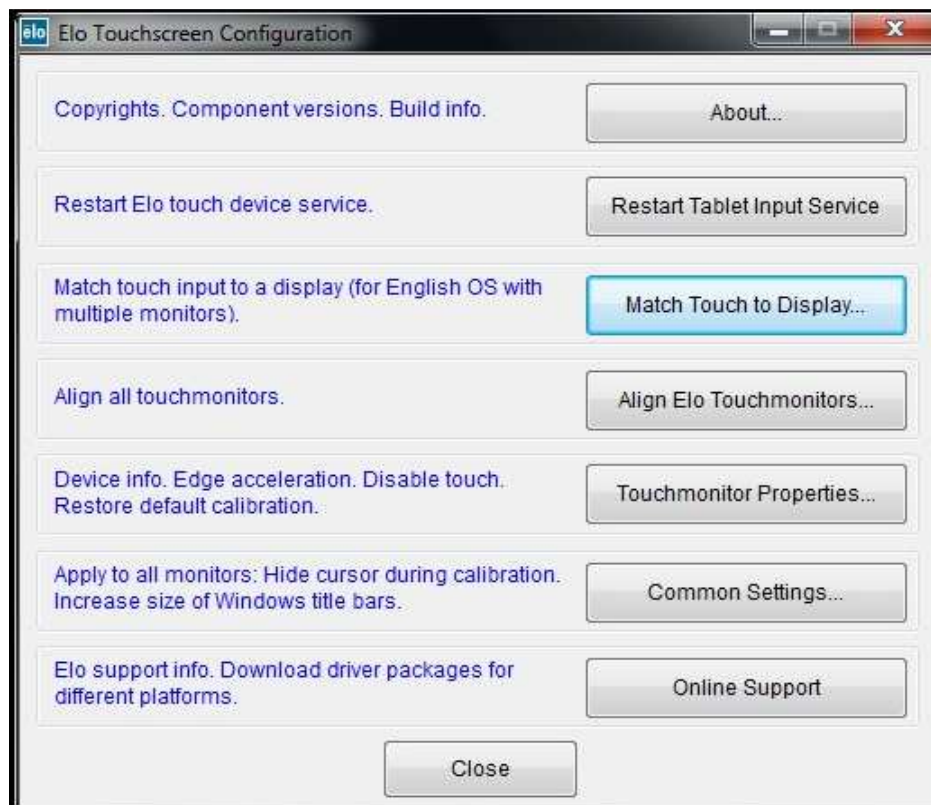 elo Elo Touchscreen Configuration
Copyrights. Component versions. Build info.
About...
Restart Elo touch device service.
Restart Tablet Input Service
Match touch input to a display (for English OS with
multiple monitors).
Match Touch to Display...
Align all touchmonitors.
Align Elo Touchmonitors...
Device info. Edge acceleration. Disable touch.
Restore default calibration.
Touchmonitor Properties...
Apply to all monitors: Hide cursor during calibration.
Increase size of Windows title bars.
Common Settings...
Elo support info. Download driver packages for
different platforms.
Online Support
Close